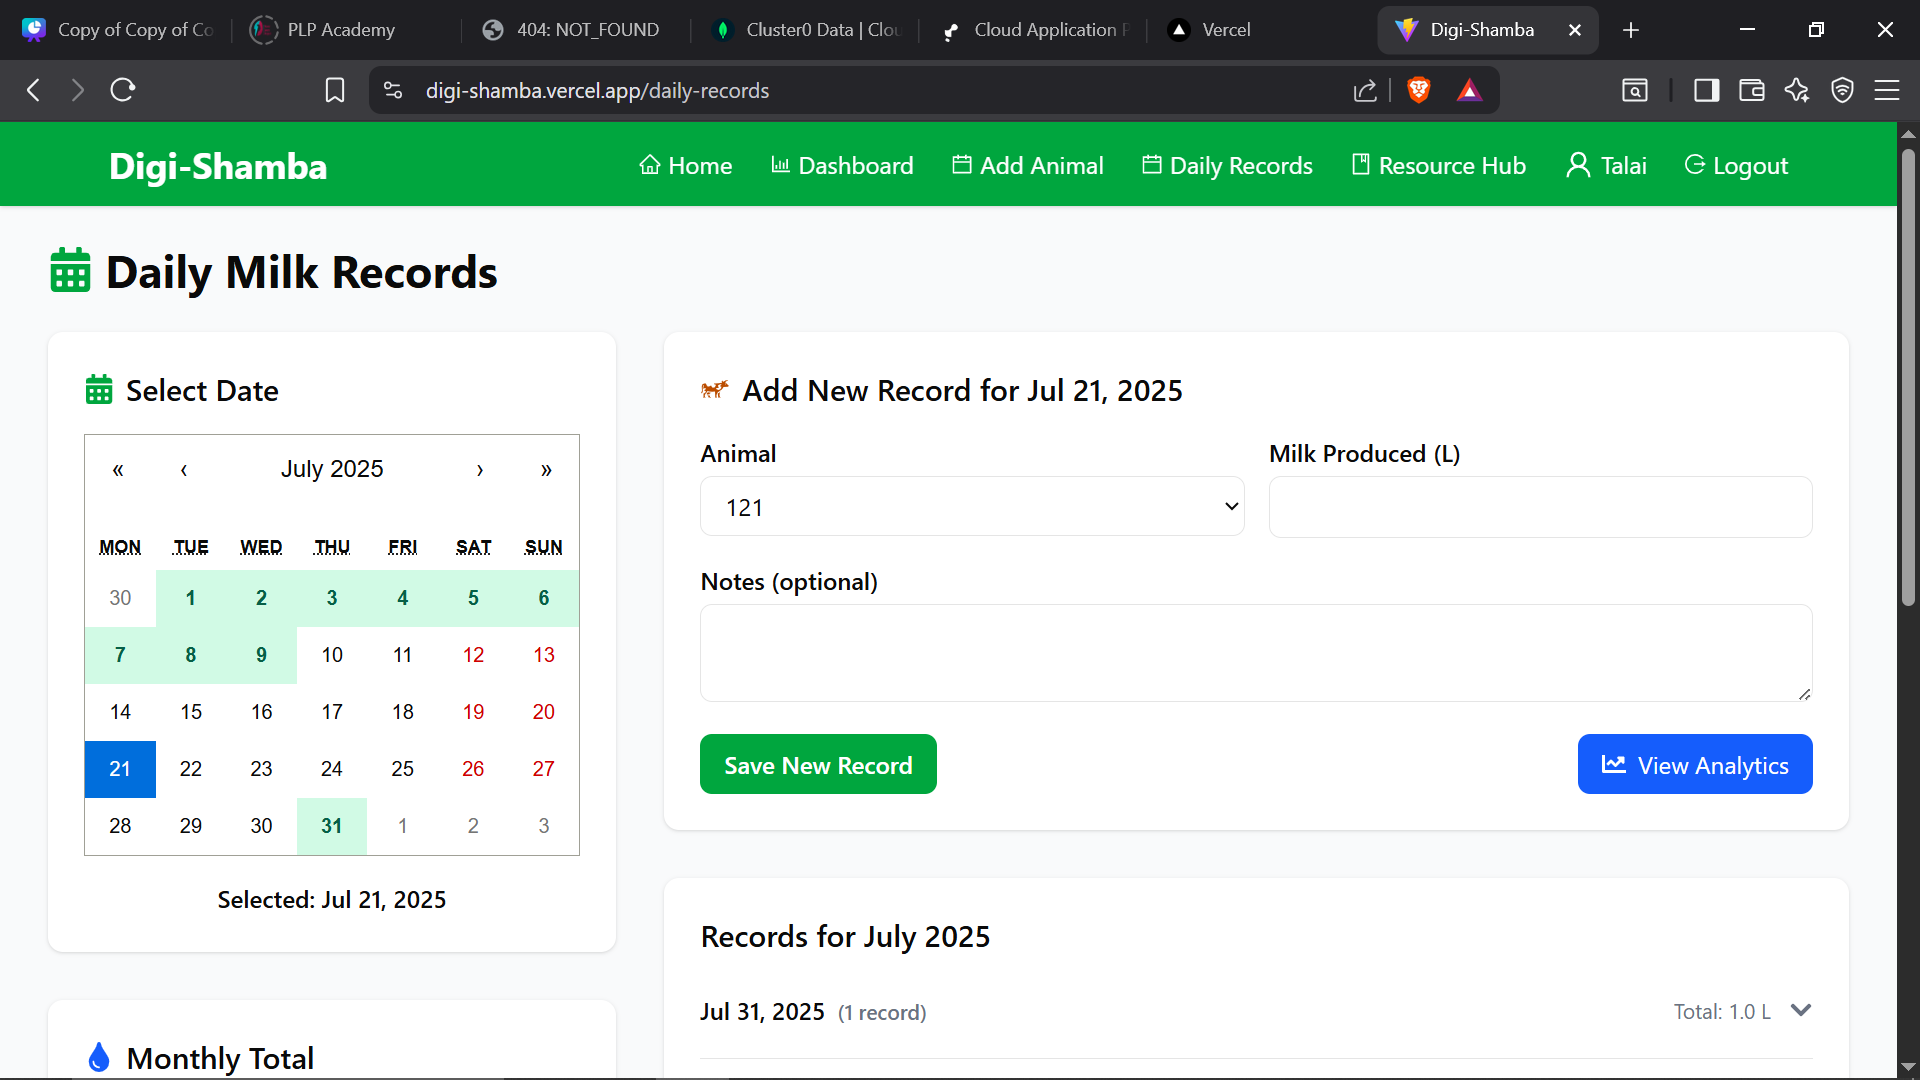 Copy of Copy of Co
PLP Academy
404: NOT_FOUND
Cluster0 Data | Clou
Cloud Application P
Vercel
Digi-Shamba
digi-shamba.vercel.app/daily-records
Digi-Shamba
Home
Dashboard
Add Animal
Daily Records
Resource Hub
Talai
Logout
Daily Milk Records
Select Date
« ‹ July 2025 › »
MON TUE WED THU FRI SAT SUN
30 1 2 3 4 5 6
7 8 9 10 11 12 13
14 15 16 17 18 19 20
21 22 23 24 25 26 27
28 29 30 31 1 2 3
Selected: Jul 21, 2025
Monthly Total
Add New Record for Jul 21, 2025
Animal
121
Milk Produced (L)
Notes (optional)
Save New Record
View Analytics
Records for July 2025
Jul 31, 2025 (1 record)
Total: 1.0 L